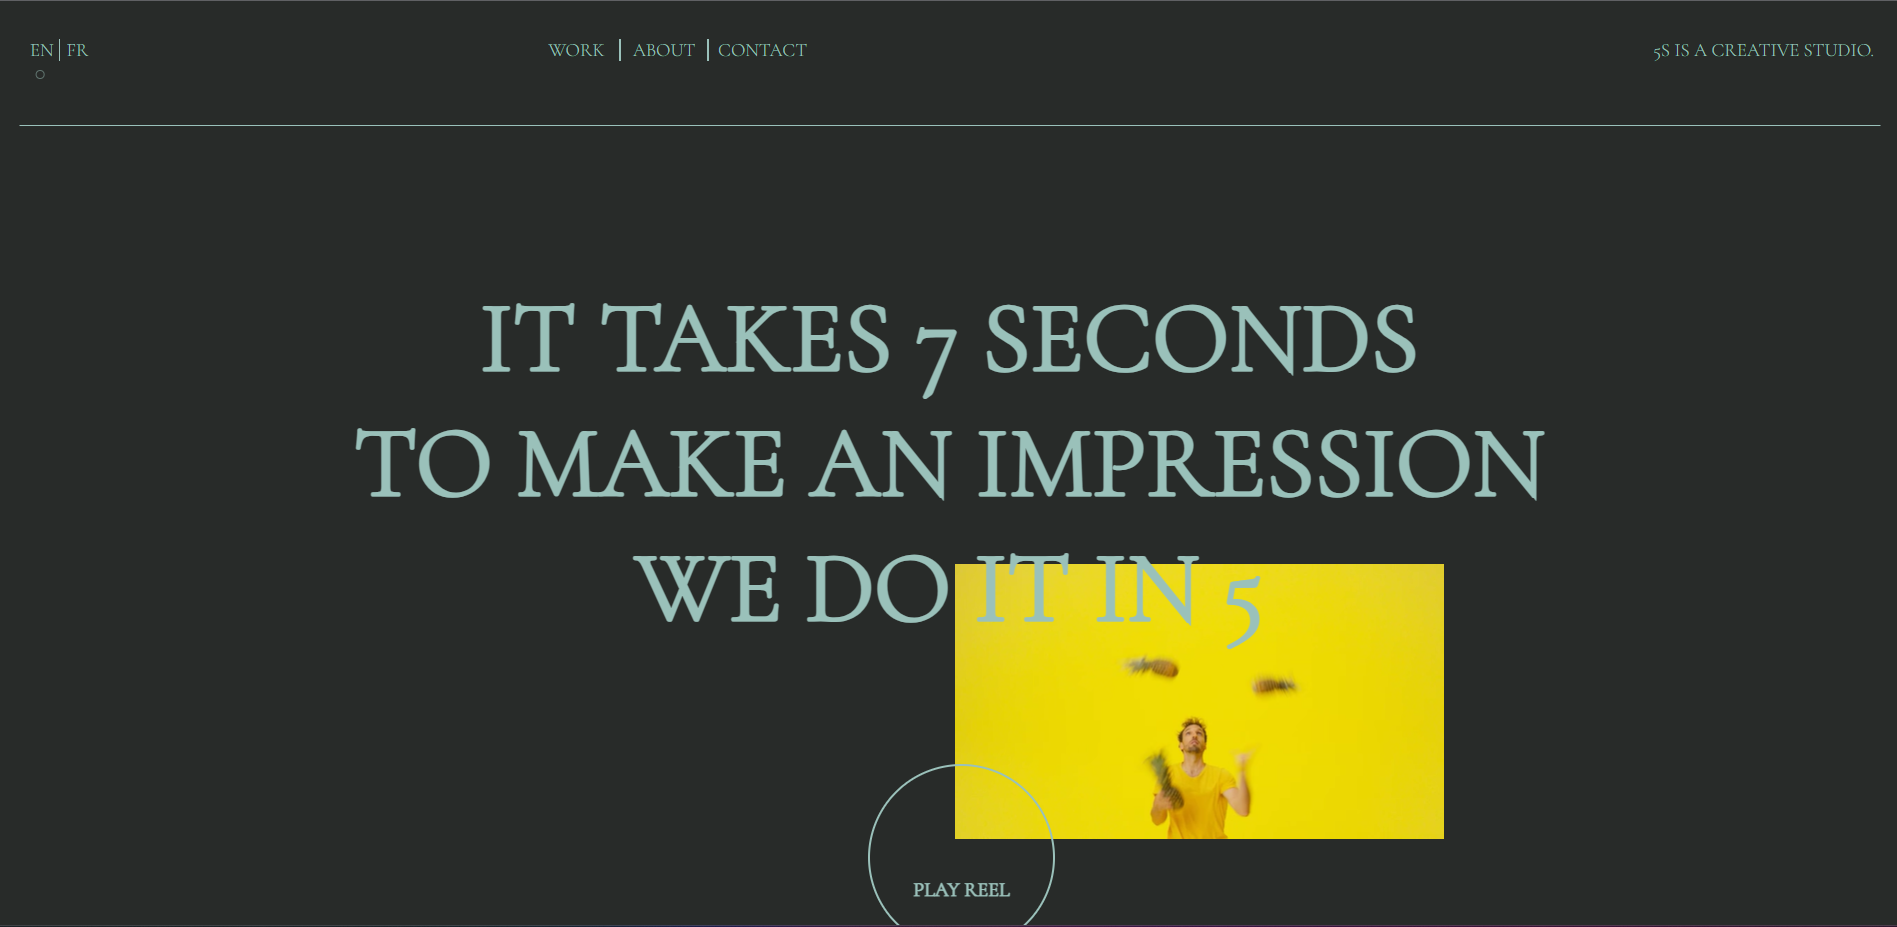 EN | FR
WORK | ABOUT | CONTACT
5S IS A CREATIVE STUDIO.
IT TAKES 7 SECONDS
TO MAKE AN IMPRESSION
WE DO IT IN 5
PLAY REEL